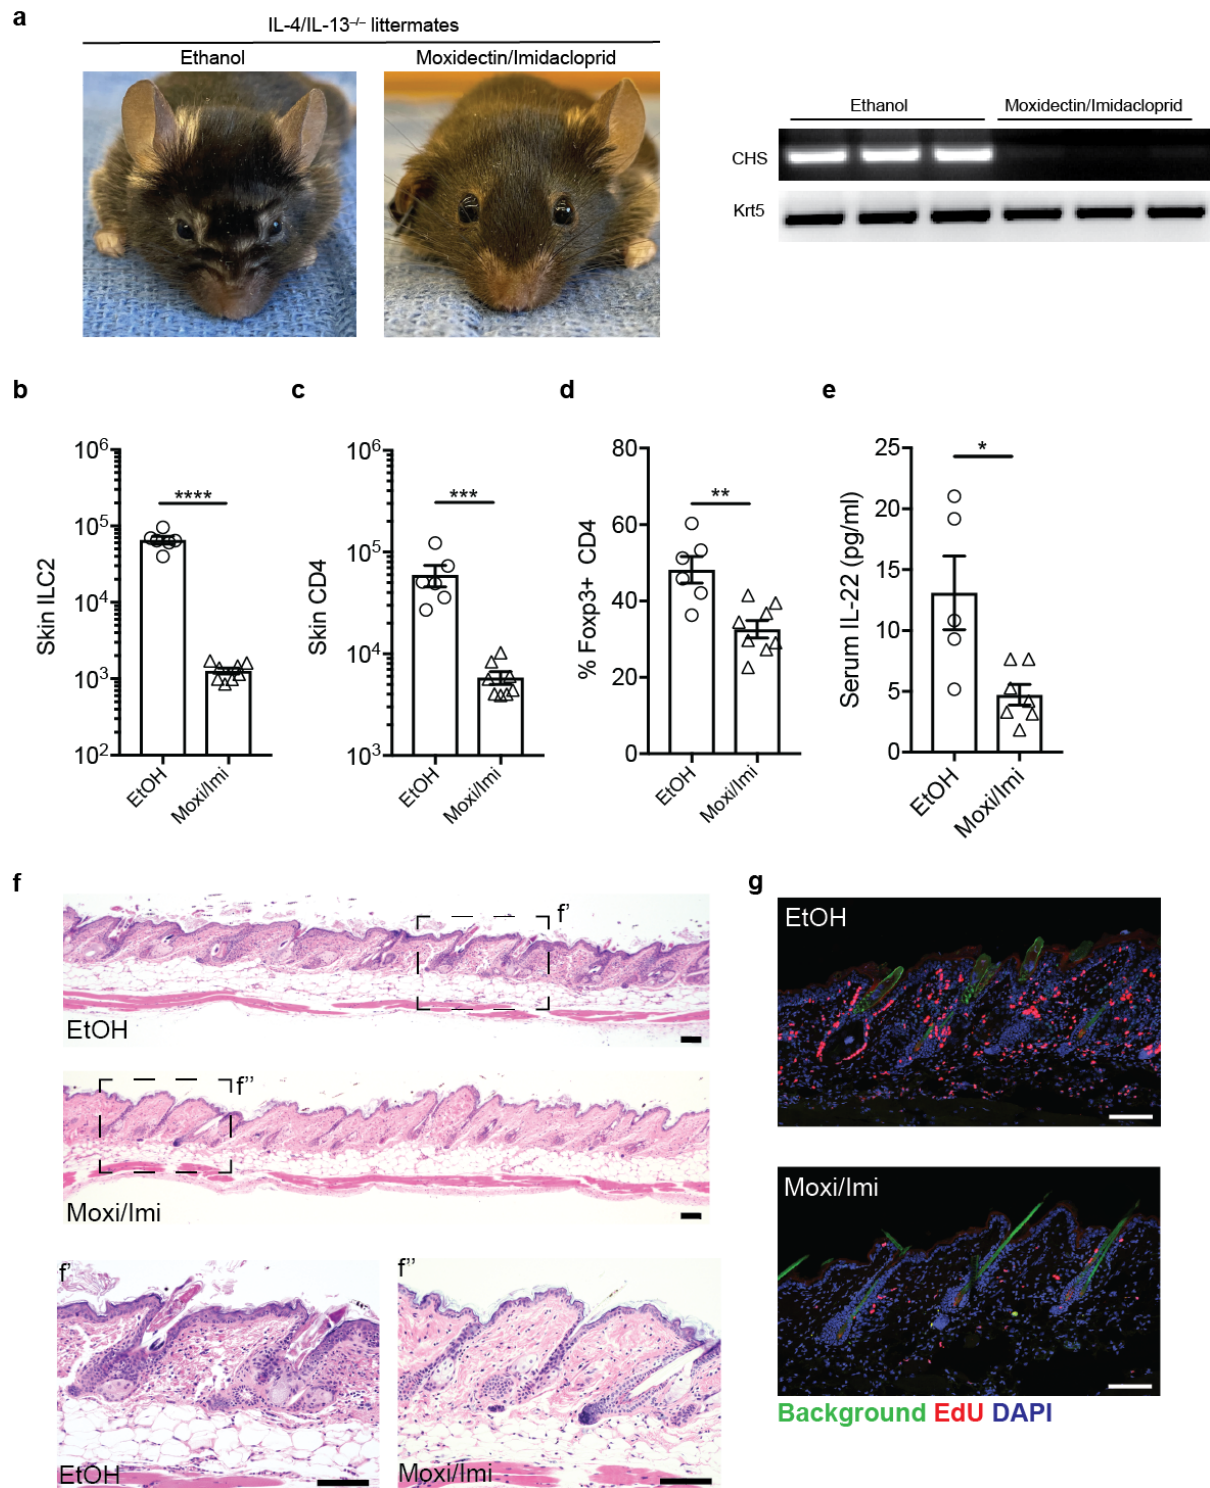 a
IL-4/IL-13–/– littermates
Ethanol
Moxidectin/Imidacloprid
Ethanol
Moxidectin/Imidacloprid
CHS
Krt5
b
Skin ILC2
10⁶
10⁵
10⁴
10³
10²
****
EtOH
Moxi/Imi
c
Skin CD4
10⁶
10⁵
10⁴
10³
***
EtOH
Moxi/Imi
d
% Foxp3+ CD4
80
60
40
20
0
**
EtOH
Moxi/Imi
e
Serum IL-22 (pg/ml)
25
20
15
10
5
0
*
EtOH
Moxi/Imi
f
f'
EtOH
f''
Moxi/Imi
f'
EtOH
f''
Moxi/Imi
g
EtOH
Moxi/Imi
Background EdU DAPI